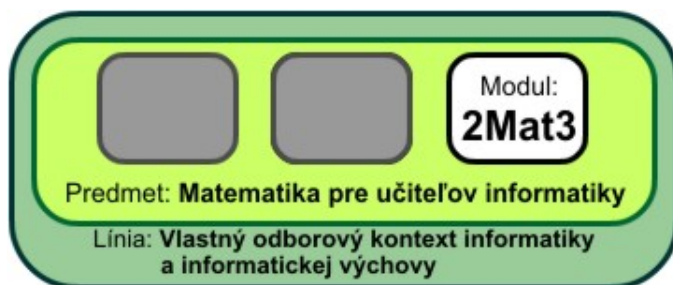 Modul:
2Mat3
Predmet: Matematika pre učiteľov informatiky
Línia: Vlastný odborový kontext informatiky
a informatickej výchovy